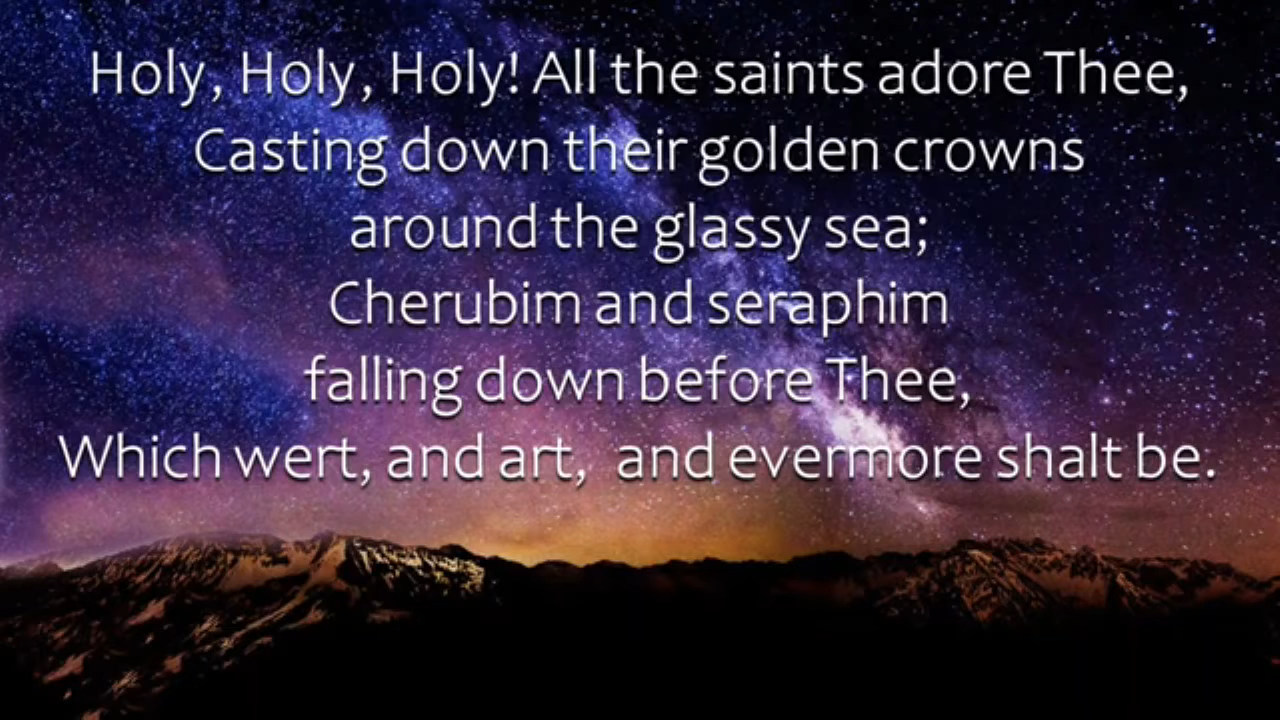 Holy, Holy, Holy! All the saints adore Thee,
Casting down their golden crowns
around the glassy sea;
Cherubim and seraphim
falling down before Thee,
Which wert, and art,  and evermore shalt be.